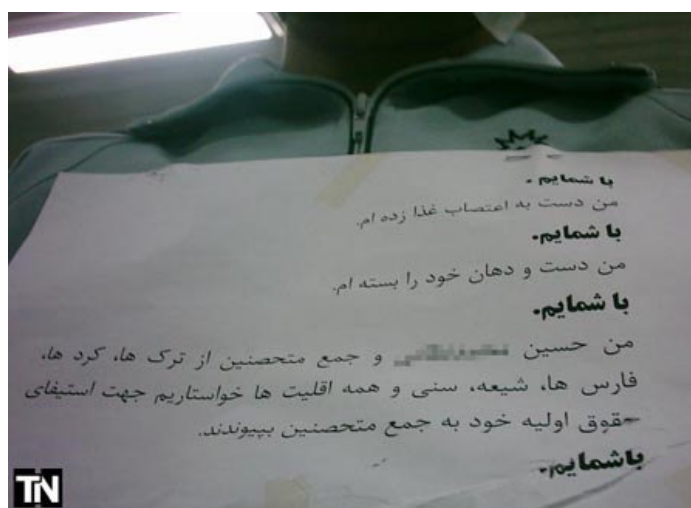 با شمایم.
من دست به اعتصاب غذا زده ام.
با شمایم.
من دست و دهان خود را بسته ام.
با شمایم.
من حسین و جمع متحصنین از ترک ها، کرد ها،
فارس ها، شیعه، سنی و همه اقلیت ها خواستاریم جهت استیفای
حقوق اولیه خود به جمع متحصنین بپیوندند.
باشمایم.
TN